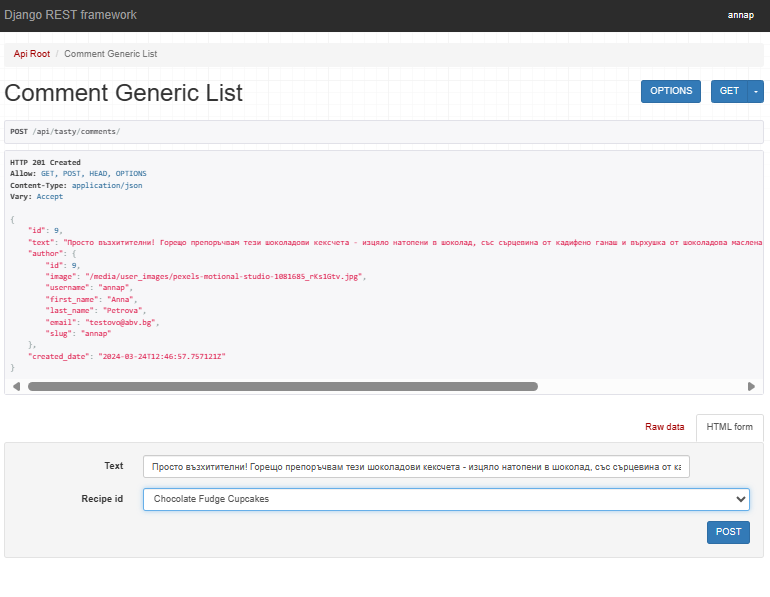 Django REST framework
annap
Api Root / Comment Generic List
Comment Generic List
OPTIONS
GET
POST /api/tasty/comments/
HTTP 201 Created
Allow: GET, POST, HEAD, OPTIONS
Content-Type: application/json
Vary: Accept
{
"id": 9,
"text": "Просто възхитителни! Горещо препоръчвам тези шоколадови кексчета - изцяло натопени в шоколад, със сърцевина от кадифено ганаш и върхушка от шоколадова маслена
"author": {
"id": 9,
"image": "/media/user_images/pexels-motional-studio-1081685_rKs1Gtv.jpg",
"username": "annap",
"first_name": "Anna",
"last_name": "Petrova",
"email": "testovo@abv.bg",
"slug": "annap"
},
"created_date": "2024-03-24T12:46:57.757121Z"
}
Raw data
HTML form
Text
Просто възхитителни! Горещо препоръчвам тези шоколадови кексчета - изцяло натопени в шоколад, със сърцевина от ка
Recipe id
Chocolate Fudge Cupcakes
POST